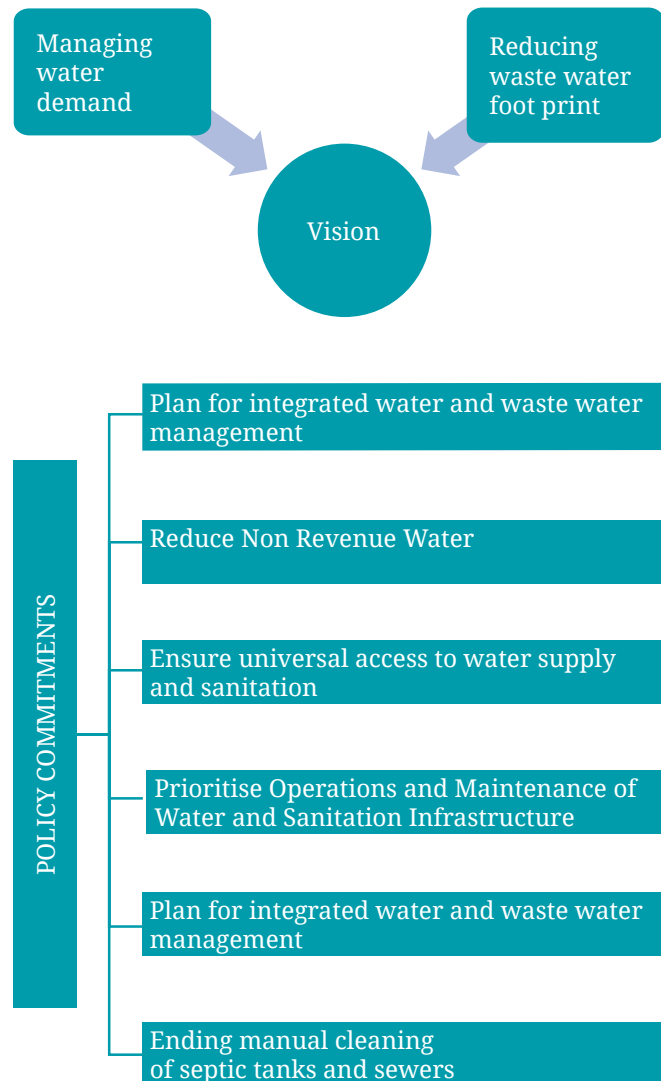 Managing
water
demand
Reducing
waste water
foot print
Vision
POLICY COMMITMENTS
Plan for integrated water and waste water
management
Reduce Non Revenue Water
Ensure universal access to water supply
and sanitation
Prioritise Operations and Maintenance of
Water and Sanitation Infrastructure
Plan for integrated water and waste water
management
Ending manual cleaning
of septic tanks and sewers